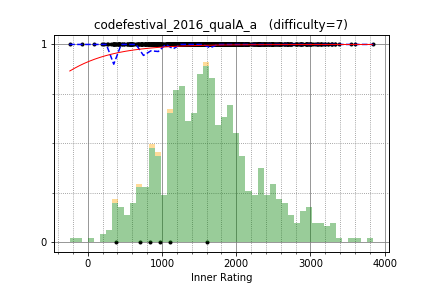 codefestival_2016_qualA_a (difficulty=7)
1
0
0 1000 2000 3000 4000
Inner Rating